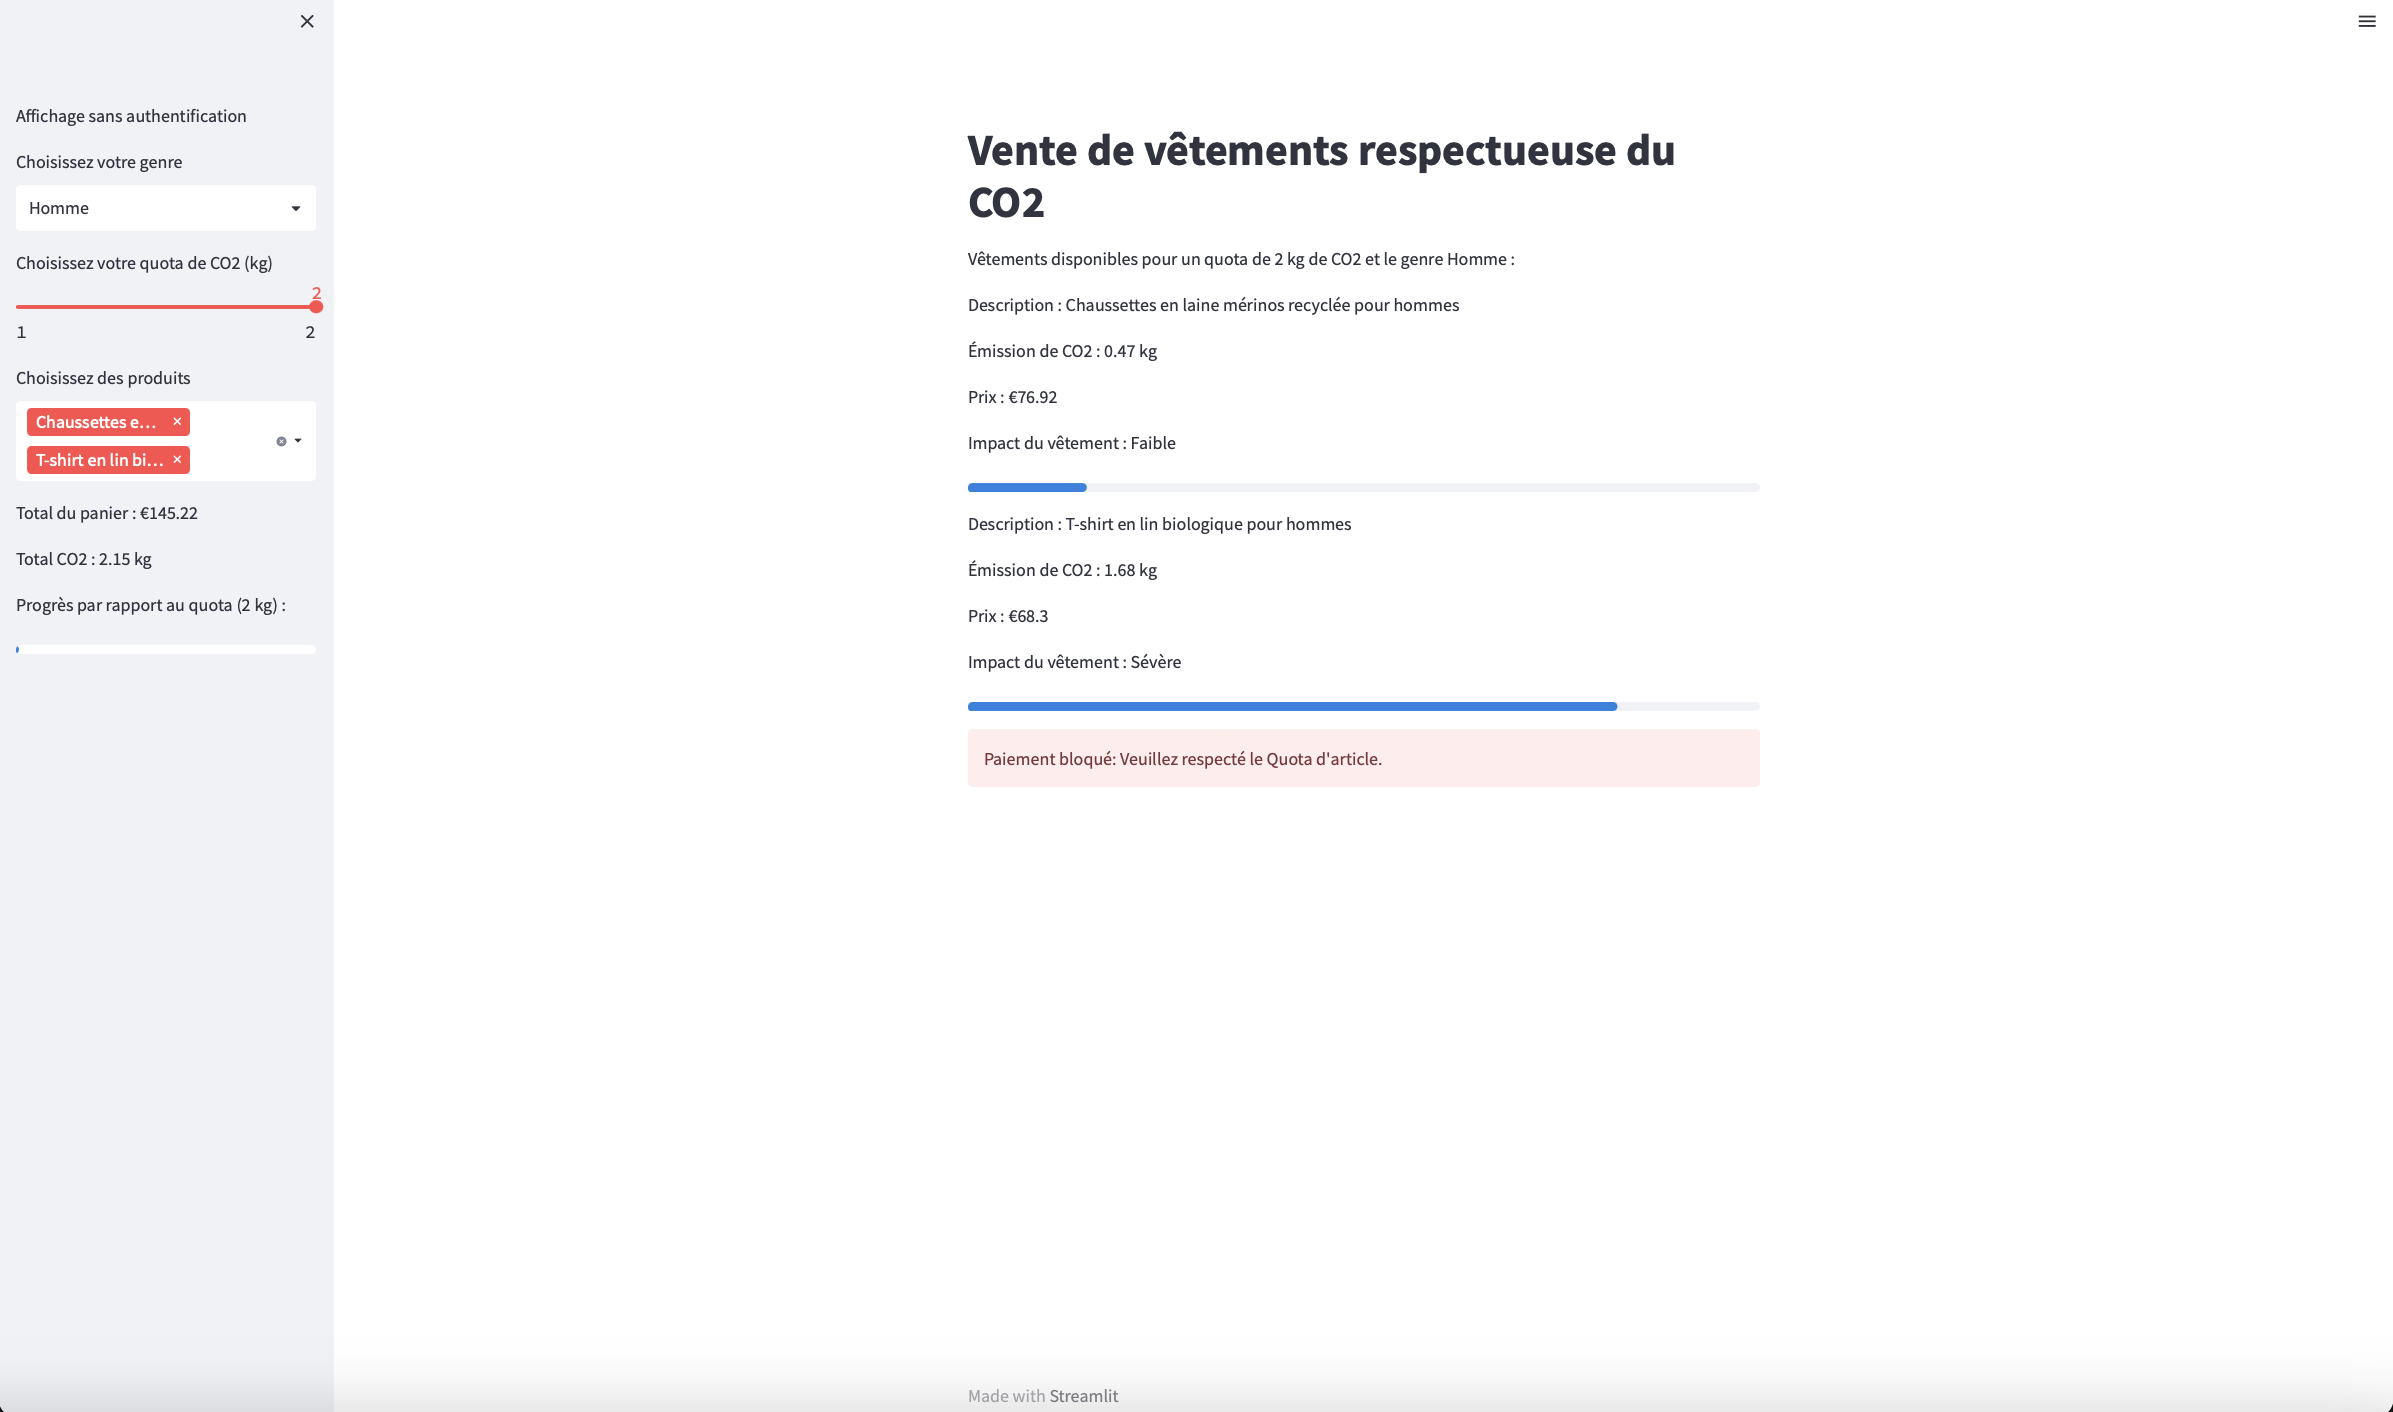 Affichage sans authentification
Choisissez votre genre
Homme
Choisissez votre quota de CO2 (kg)
2
1
2
Choisissez des produits
Chaussettes e...
T-shirt en lin bi...
Total du panier : €145.22
Total CO2 : 2.15 kg
Progrès par rapport au quota (2 kg) :
Vente de vêtements respectueuse du
CO2
Vêtements disponibles pour un quota de 2 kg de CO2 et le genre Homme :
Description : Chaussettes en laine mérinos recyclée pour hommes
Émission de CO2 : 0.47 kg
Prix : €76.92
Impact du vêtement : Faible
Description : T-shirt en lin biologique pour hommes
Émission de CO2 : 1.68 kg
Prix : €68.3
Impact du vêtement : Sévère
Paiement bloqué: Veuillez respecté le Quota d'article.
Made with Streamlit